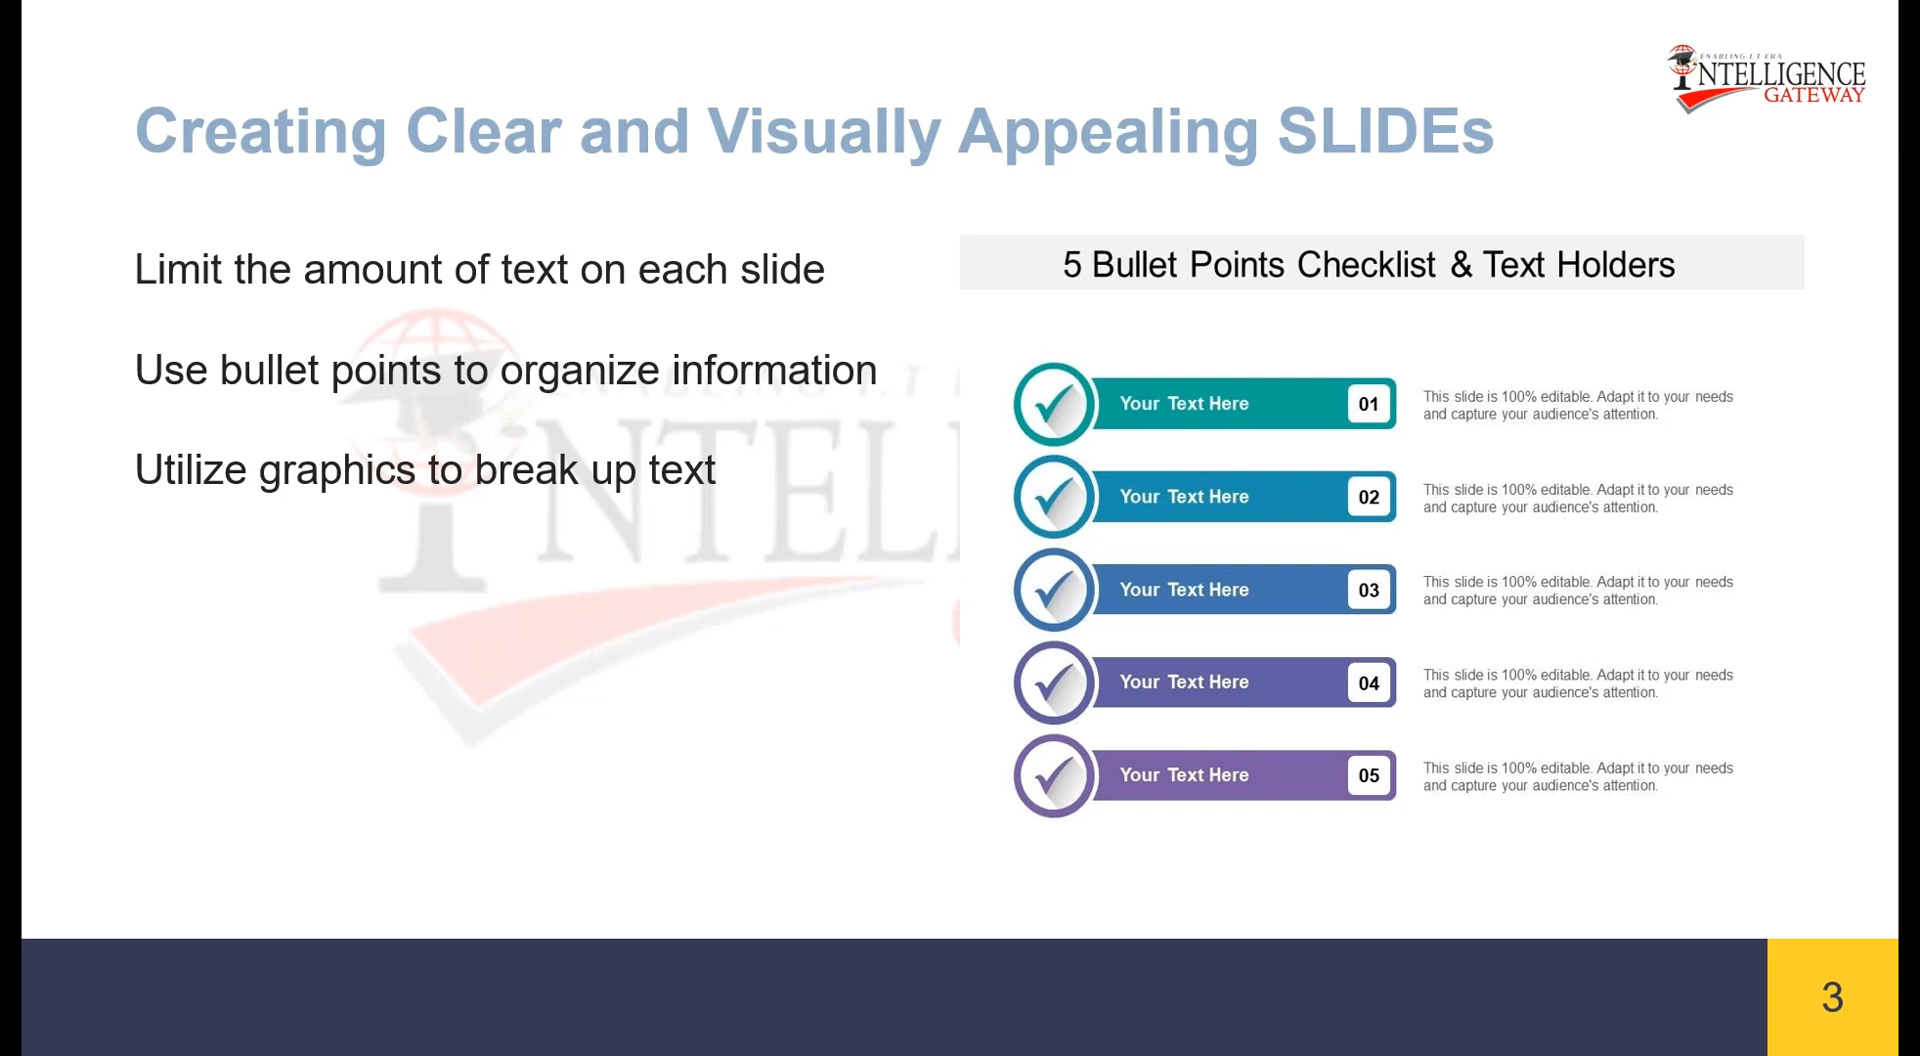 ENABLING I.T ERA
INTELLIGENCE
GATEWAY
Creating Clear and Visually Appealing SLIDEs
Limit the amount of text on each slide
Use bullet points to organize information
Utilize graphics to break up text
5 Bullet Points Checklist & Text Holders
Your Text Here 01
This slide is 100% editable. Adapt it to your needs
and capture your audience's attention.
Your Text Here 02
This slide is 100% editable. Adapt it to your needs
and capture your audience's attention.
Your Text Here 03
This slide is 100% editable. Adapt it to your needs
and capture your audience's attention.
Your Text Here 04
This slide is 100% editable. Adapt it to your needs
and capture your audience's attention.
Your Text Here 05
This slide is 100% editable. Adapt it to your needs
and capture your audience's attention.
3